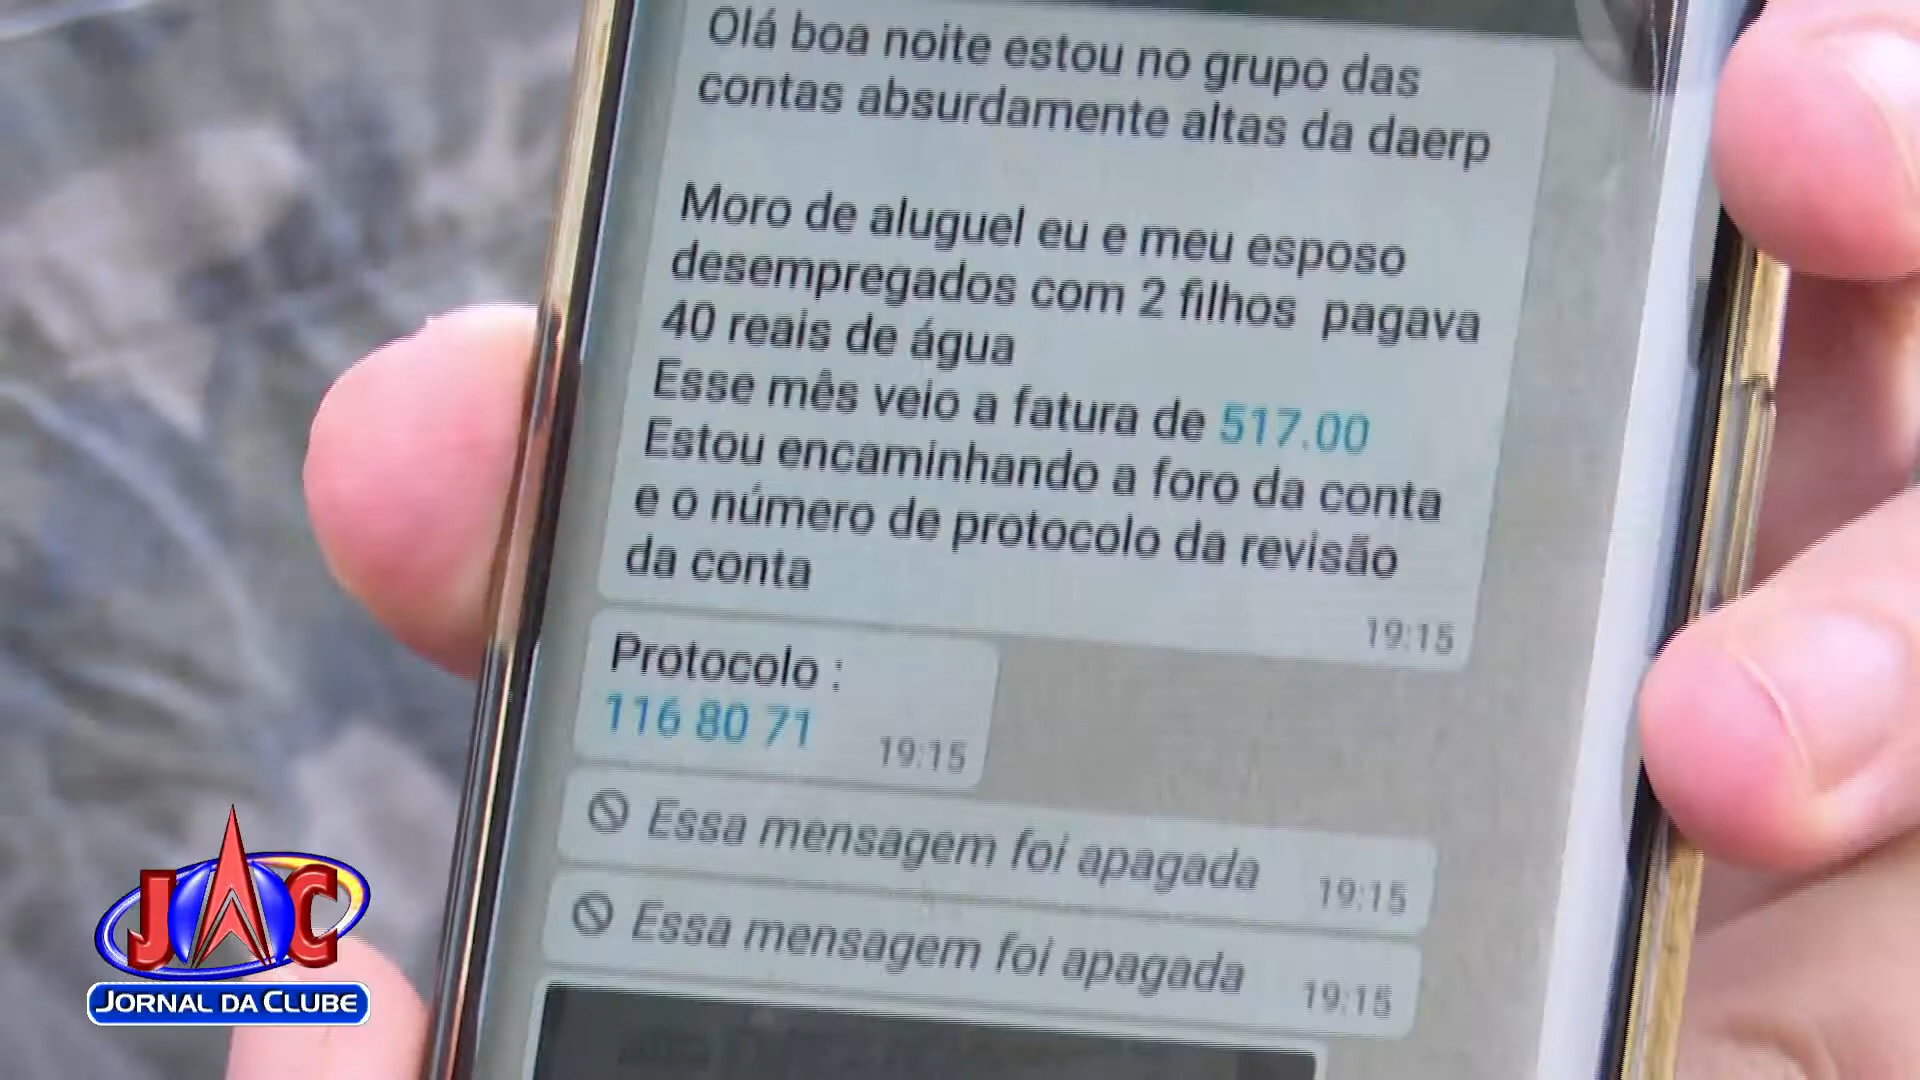 Olá boa noite estou no grupo das
contas absurdamente altas da daerp
Moro de aluguel eu e meu esposo
desempregados com 2 filhos pagava
40 reais de água
Esse mês veio a fatura de 517.00
Estou encaminhando a foro da conta
e o número de protocolo da revisão
da conta
19:15
Protocolo :
116 80 71
19:15
Essa mensagem foi apagada
19:15
Essa mensagem foi apagada
19:15
JAC
JORNAL DA CLUBE